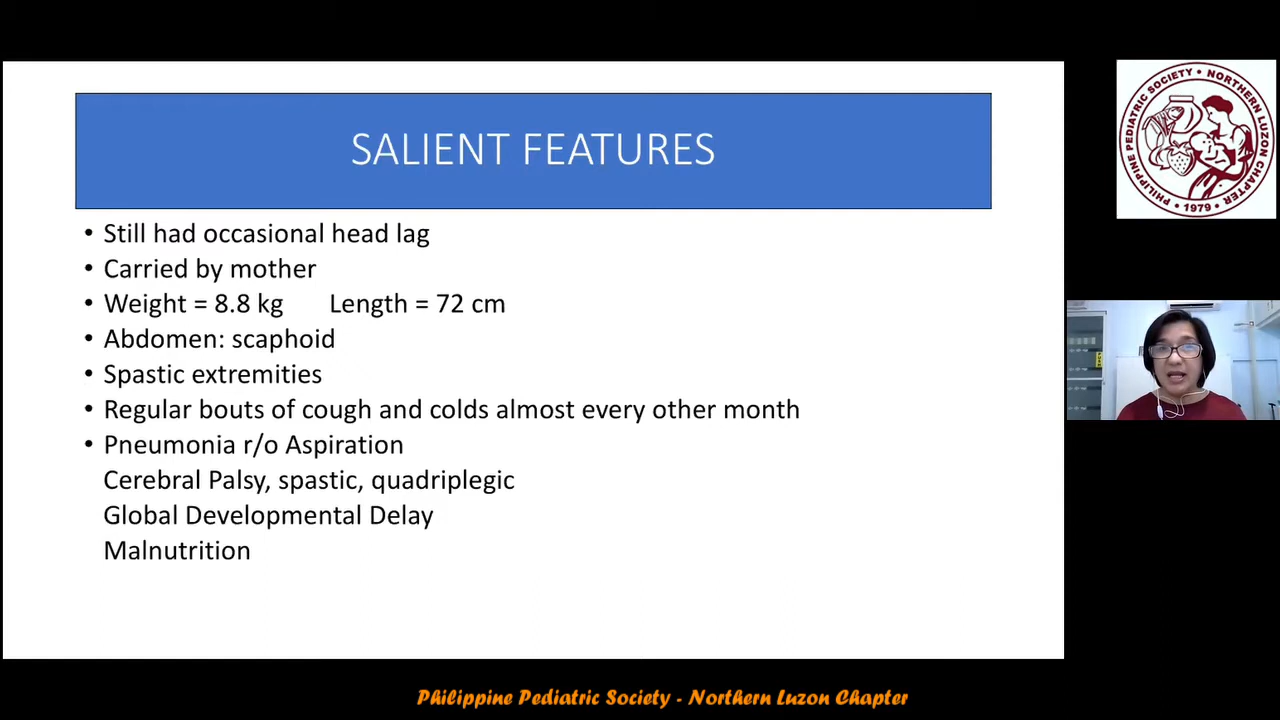 SALIENT FEATURES
• Still had occasional head lag
• Carried by mother
• Weight = 8.8 kg Length = 72 cm
• Abdomen: scaphoid
• Spastic extremities
• Regular bouts of cough and colds almost every other month
• Pneumonia r/o Aspiration
Cerebral Palsy, spastic, quadriplegic
Global Developmental Delay
Malnutrition
PHILIPPINE PEDIATRIC SOCIETY • NORTHERN LUZON CHAPTER • 1979 •
Philippine Pediatric Society - Northern Luzon Chapter